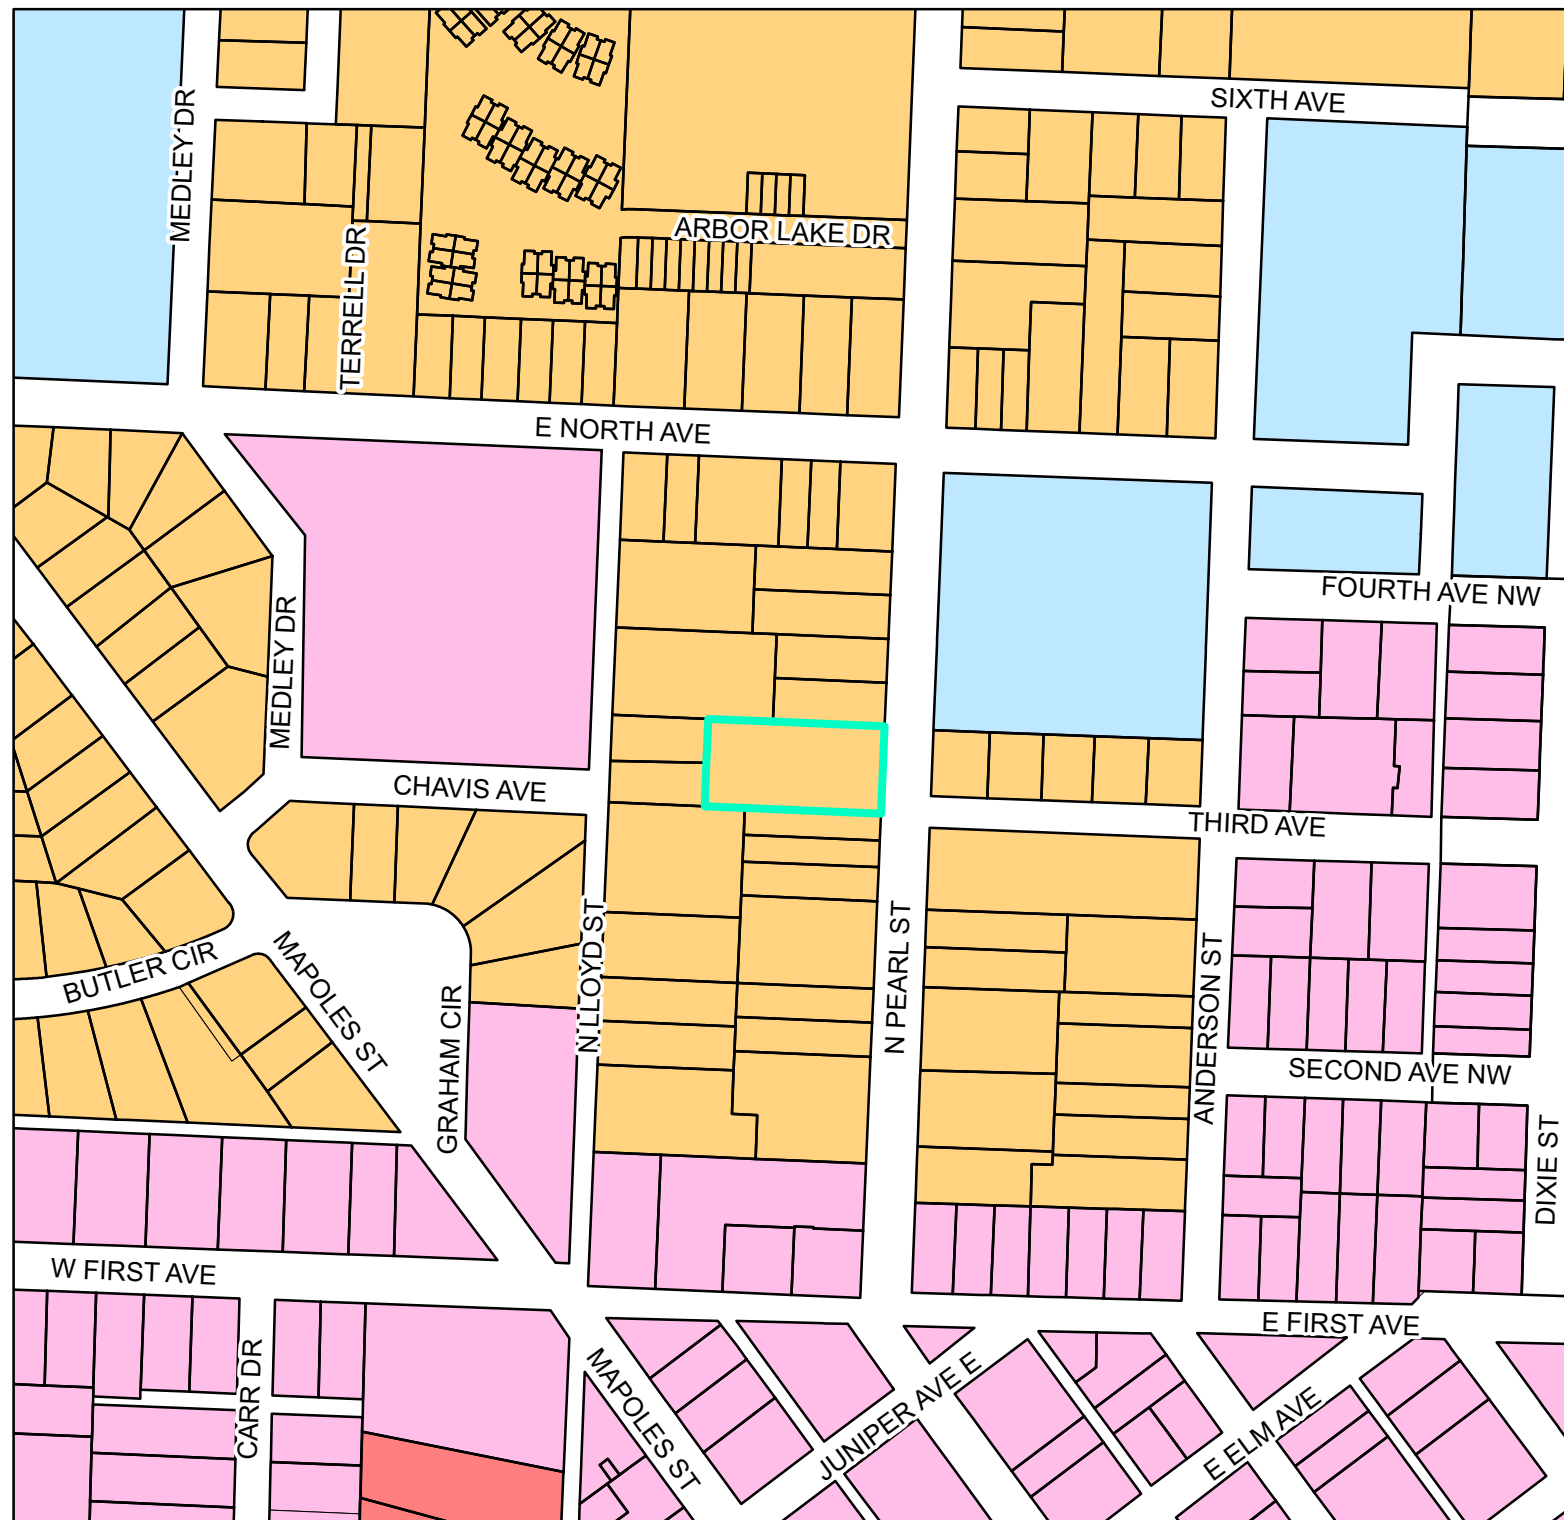 SIXTH AVE
MEDLEY DR
ARBOR LAKE DR
TERRELL DR
E NORTH AVE
FOURTH AVE NW
MEDLEY DR
CHAVIS AVE
THIRD AVE
BUTLER CIR
MAPOLES ST
N LLOYD ST
N PEARL ST
ANDERSON ST
GRAHAM CIR
SECOND AVE NW
DIXIE ST
W FIRST AVE
E FIRST AVE
CARR DR
MAPOLES ST
JUNIPER AVE E
E ELM AVE